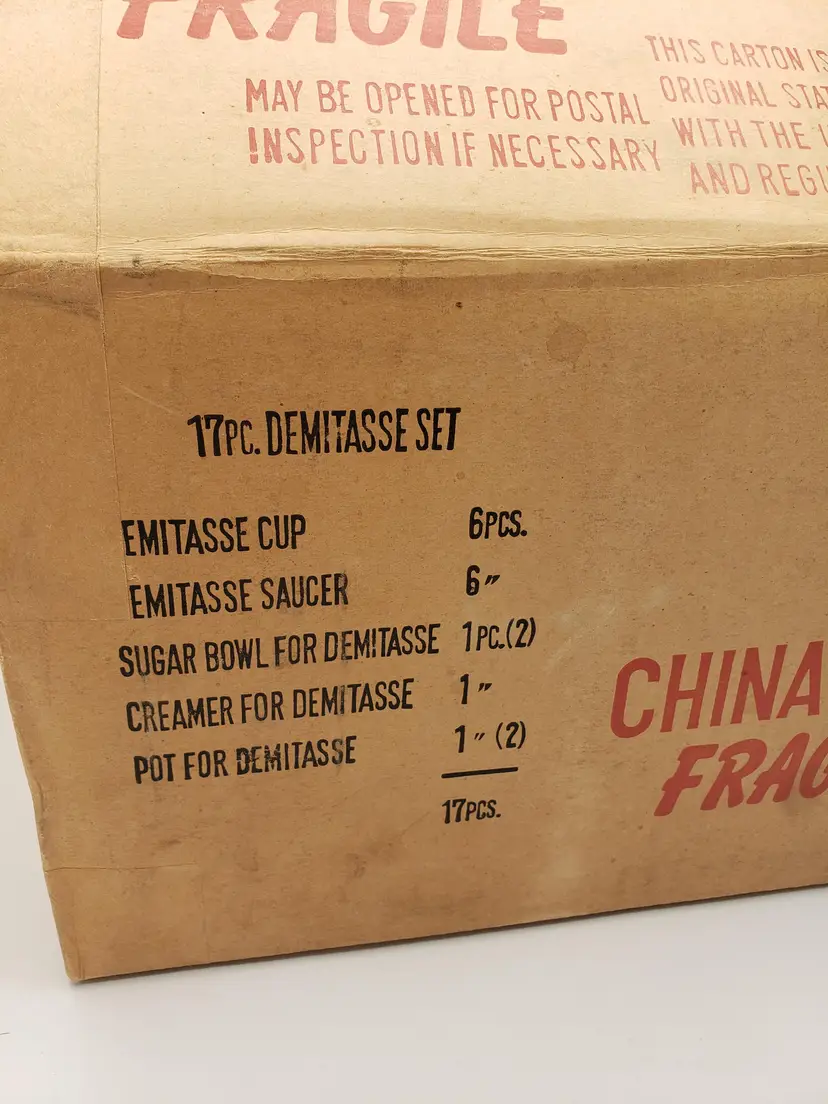 FRAGILE
MAY BE OPENED FOR POSTAL
INSPECTION IF NECESSARY
THIS CARTON IS
ORIGINAL STAT
WITH THE U
AND REGU
17PC. DEMITASSE SET
EMITASSE CUP 6PCS.
EMITASSE SAUCER 6 〃
SUGAR BOWL FOR DEMITASSE 1PC.(2)
CREAMER FOR DEMITASSE 1 〃
POT FOR DEMITASSE 1 〃 (2)
17PCS.
CHINA
FRAG